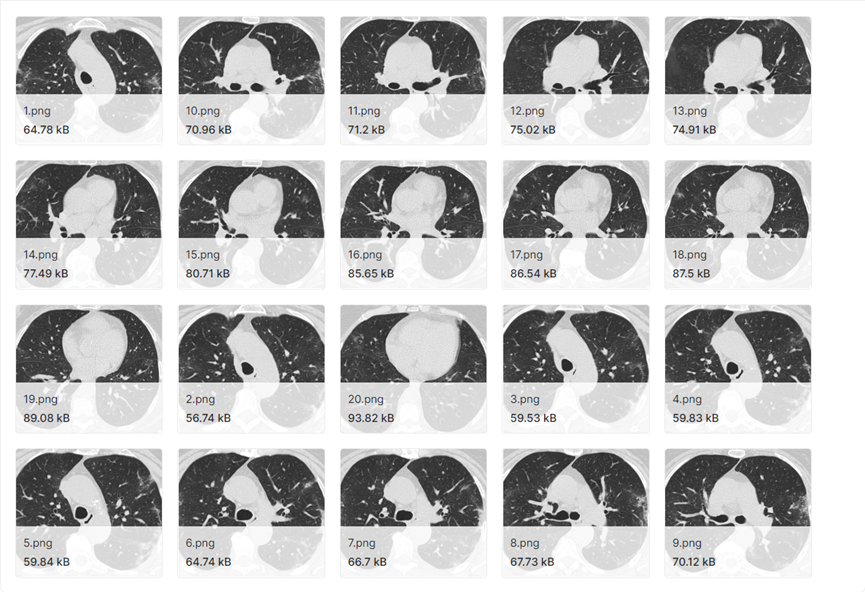 1.png
64.78 kB
10.png
70.96 kB
11.png
71.2 kB
12.png
75.02 kB
13.png
74.91 kB
14.png
77.49 kB
15.png
80.71 kB
16.png
85.65 kB
17.png
86.54 kB
18.png
87.5 kB
19.png
89.08 kB
2.png
56.74 kB
20.png
93.82 kB
3.png
59.53 kB
4.png
59.83 kB
5.png
59.84 kB
6.png
64.74 kB
7.png
66.7 kB
8.png
67.73 kB
9.png
70.12 kB